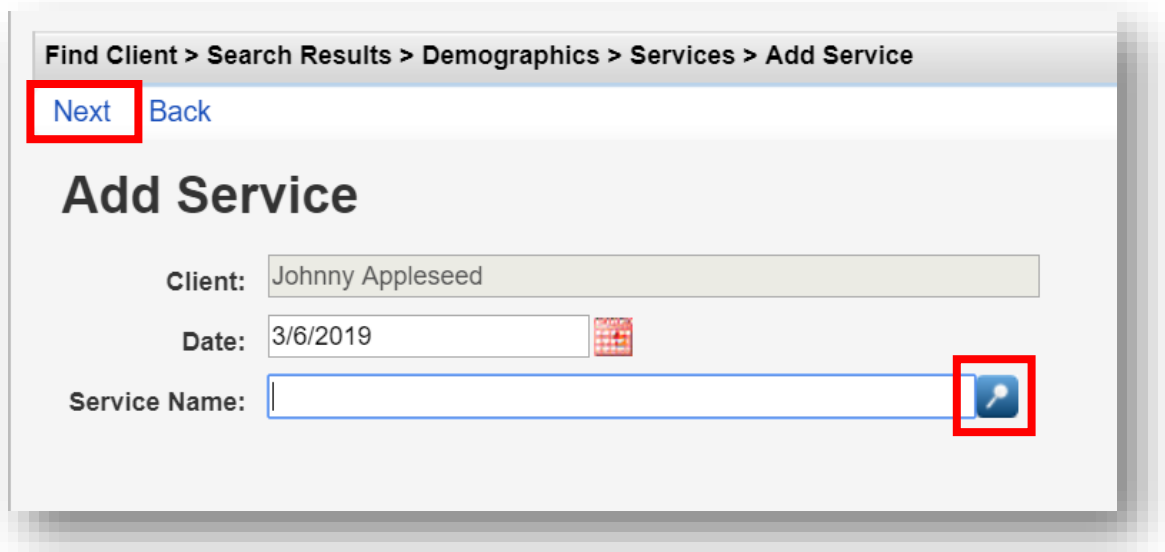 Find Client > Search Results > Demographics > Services > Add Service
Next Back
Add Service
Client: Johnny Appleseed
Date: 3/6/2019
Service Name: